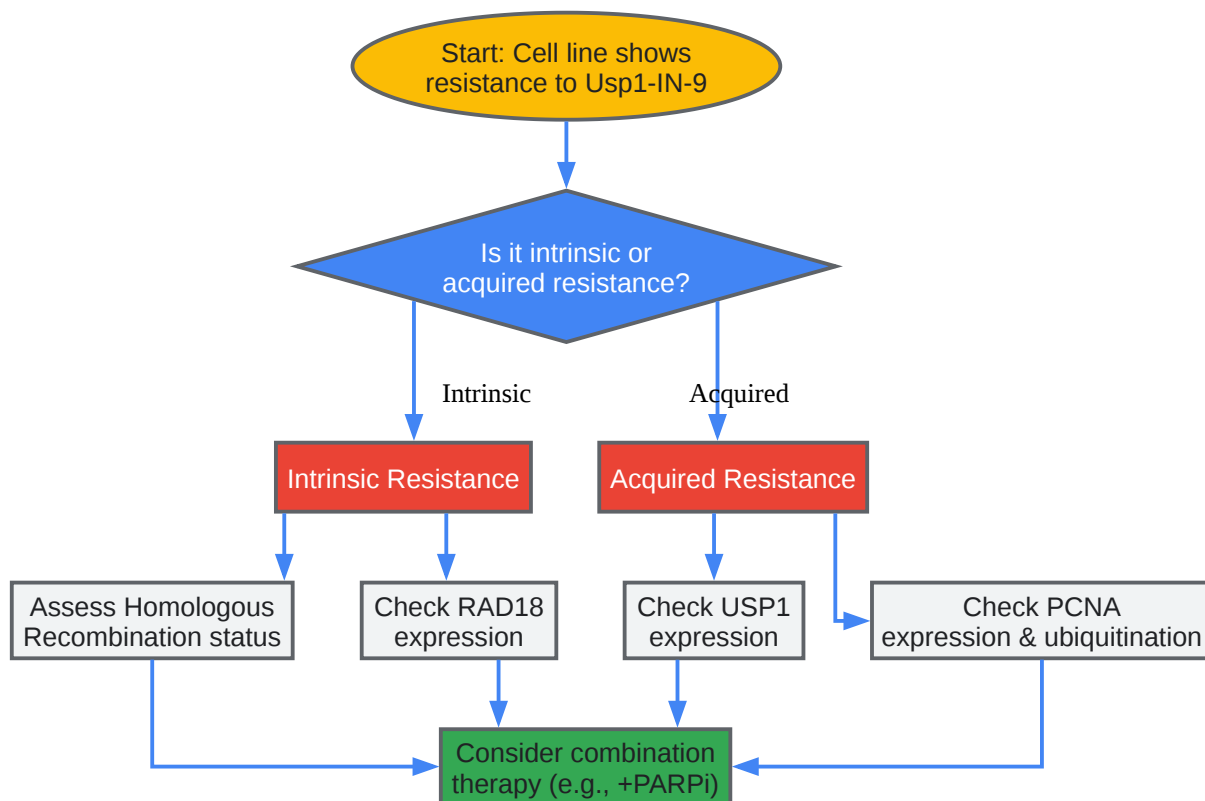 Start: Cell line shows
resistance to Usp1-IN-9
Is it intrinsic or
acquired resistance?
Intrinsic
Acquired
Intrinsic Resistance
Acquired Resistance
Assess Homologous
Recombination status
Check RAD18
expression
Check USP1
expression
Check PCNA
expression & ubiquitination
Consider combination
therapy (e.g., +PARPi)